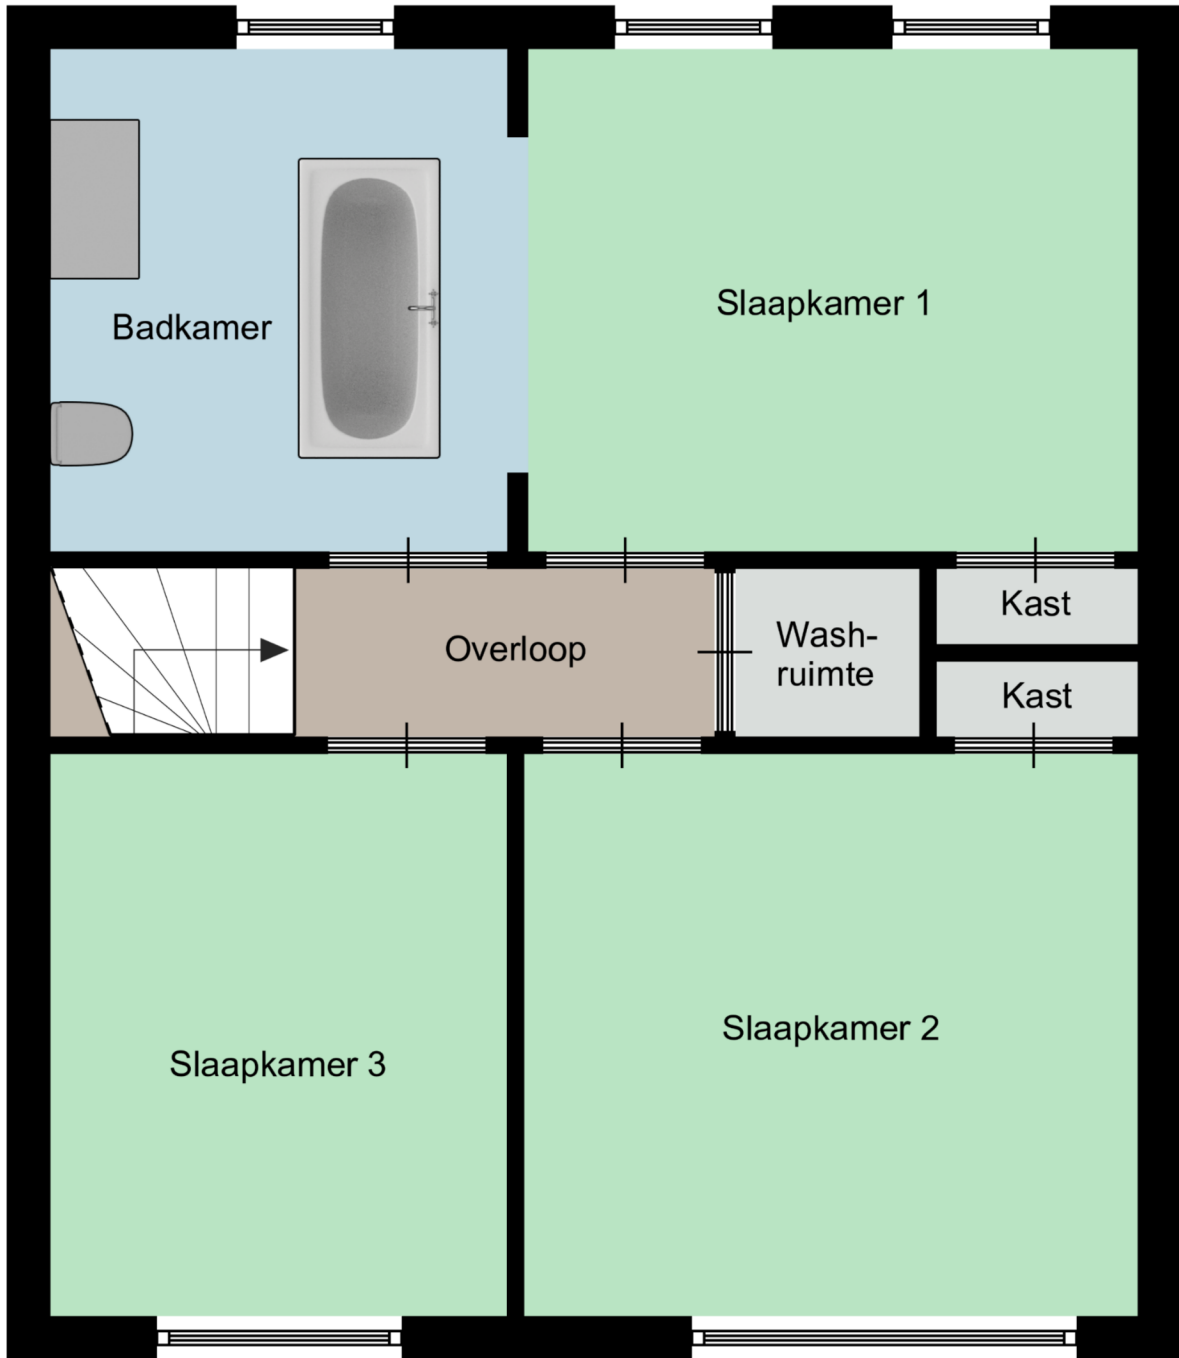 Slaapkamer 1
Badkamer
Kast
Overloop
Wash-
ruimte
Kast
Slaapkamer 2
Slaapkamer 3